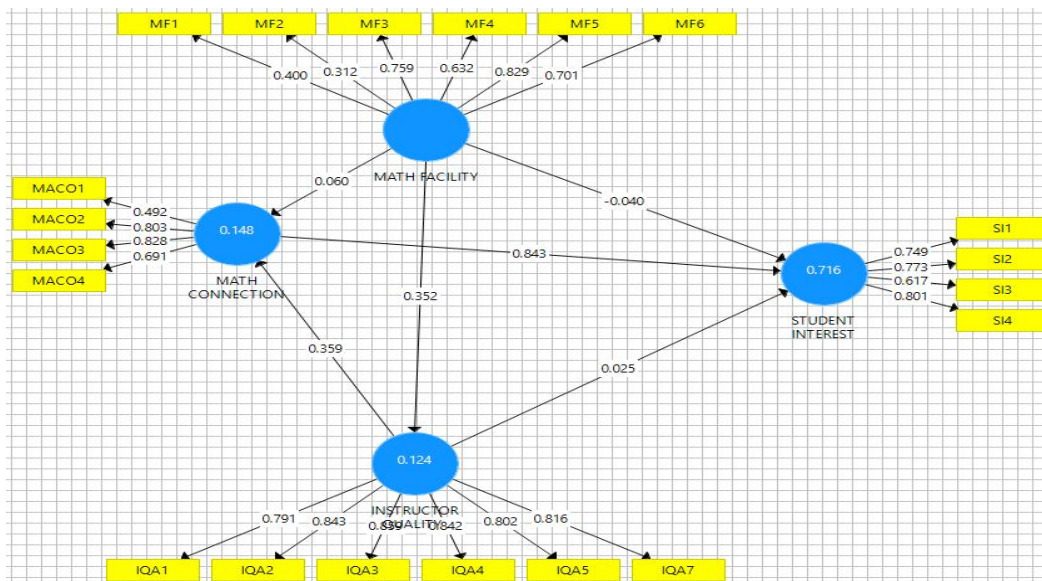 MF1 MF2 MF3 MF4 MF5 MF6
0.400 0.312 0.759 0.632 0.829 0.701
MATH FACILITY
0.060
-0.040
MACO1
MACO2
MACO3
MACO4
0.492
0.803
0.828
0.691
0.148
MATH
CONNECTION
0.843
0.352
0.359
0.025
0.716
STUDENT
INTEREST
0.749
0.773
0.617
0.801
SI1
SI2
SI3
SI4
0.124
INSTRUCTOR
QUALITY
0.791 0.843 0.842 0.802 0.816
IQA1 IQA2 IQA3 IQA4 IQA5 IQA7